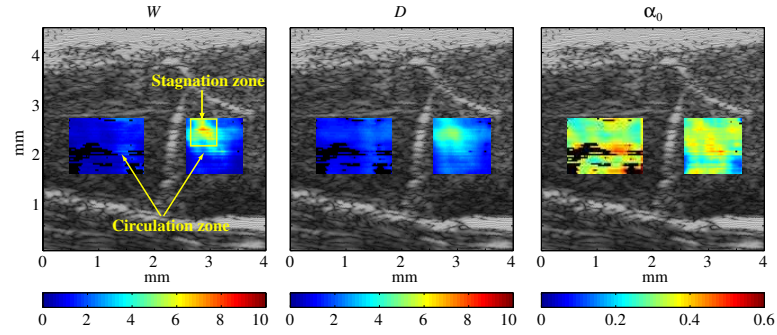 W D α0
4
3
mm
2
1
Stagnation zone
Circulation zone
0 1 2 3 4 0 1 2 3 4 0 1 2 3 4
mm mm mm
0 2 4 6 8 10 0 2 4 6 8 10 0 0.2 0.4 0.6